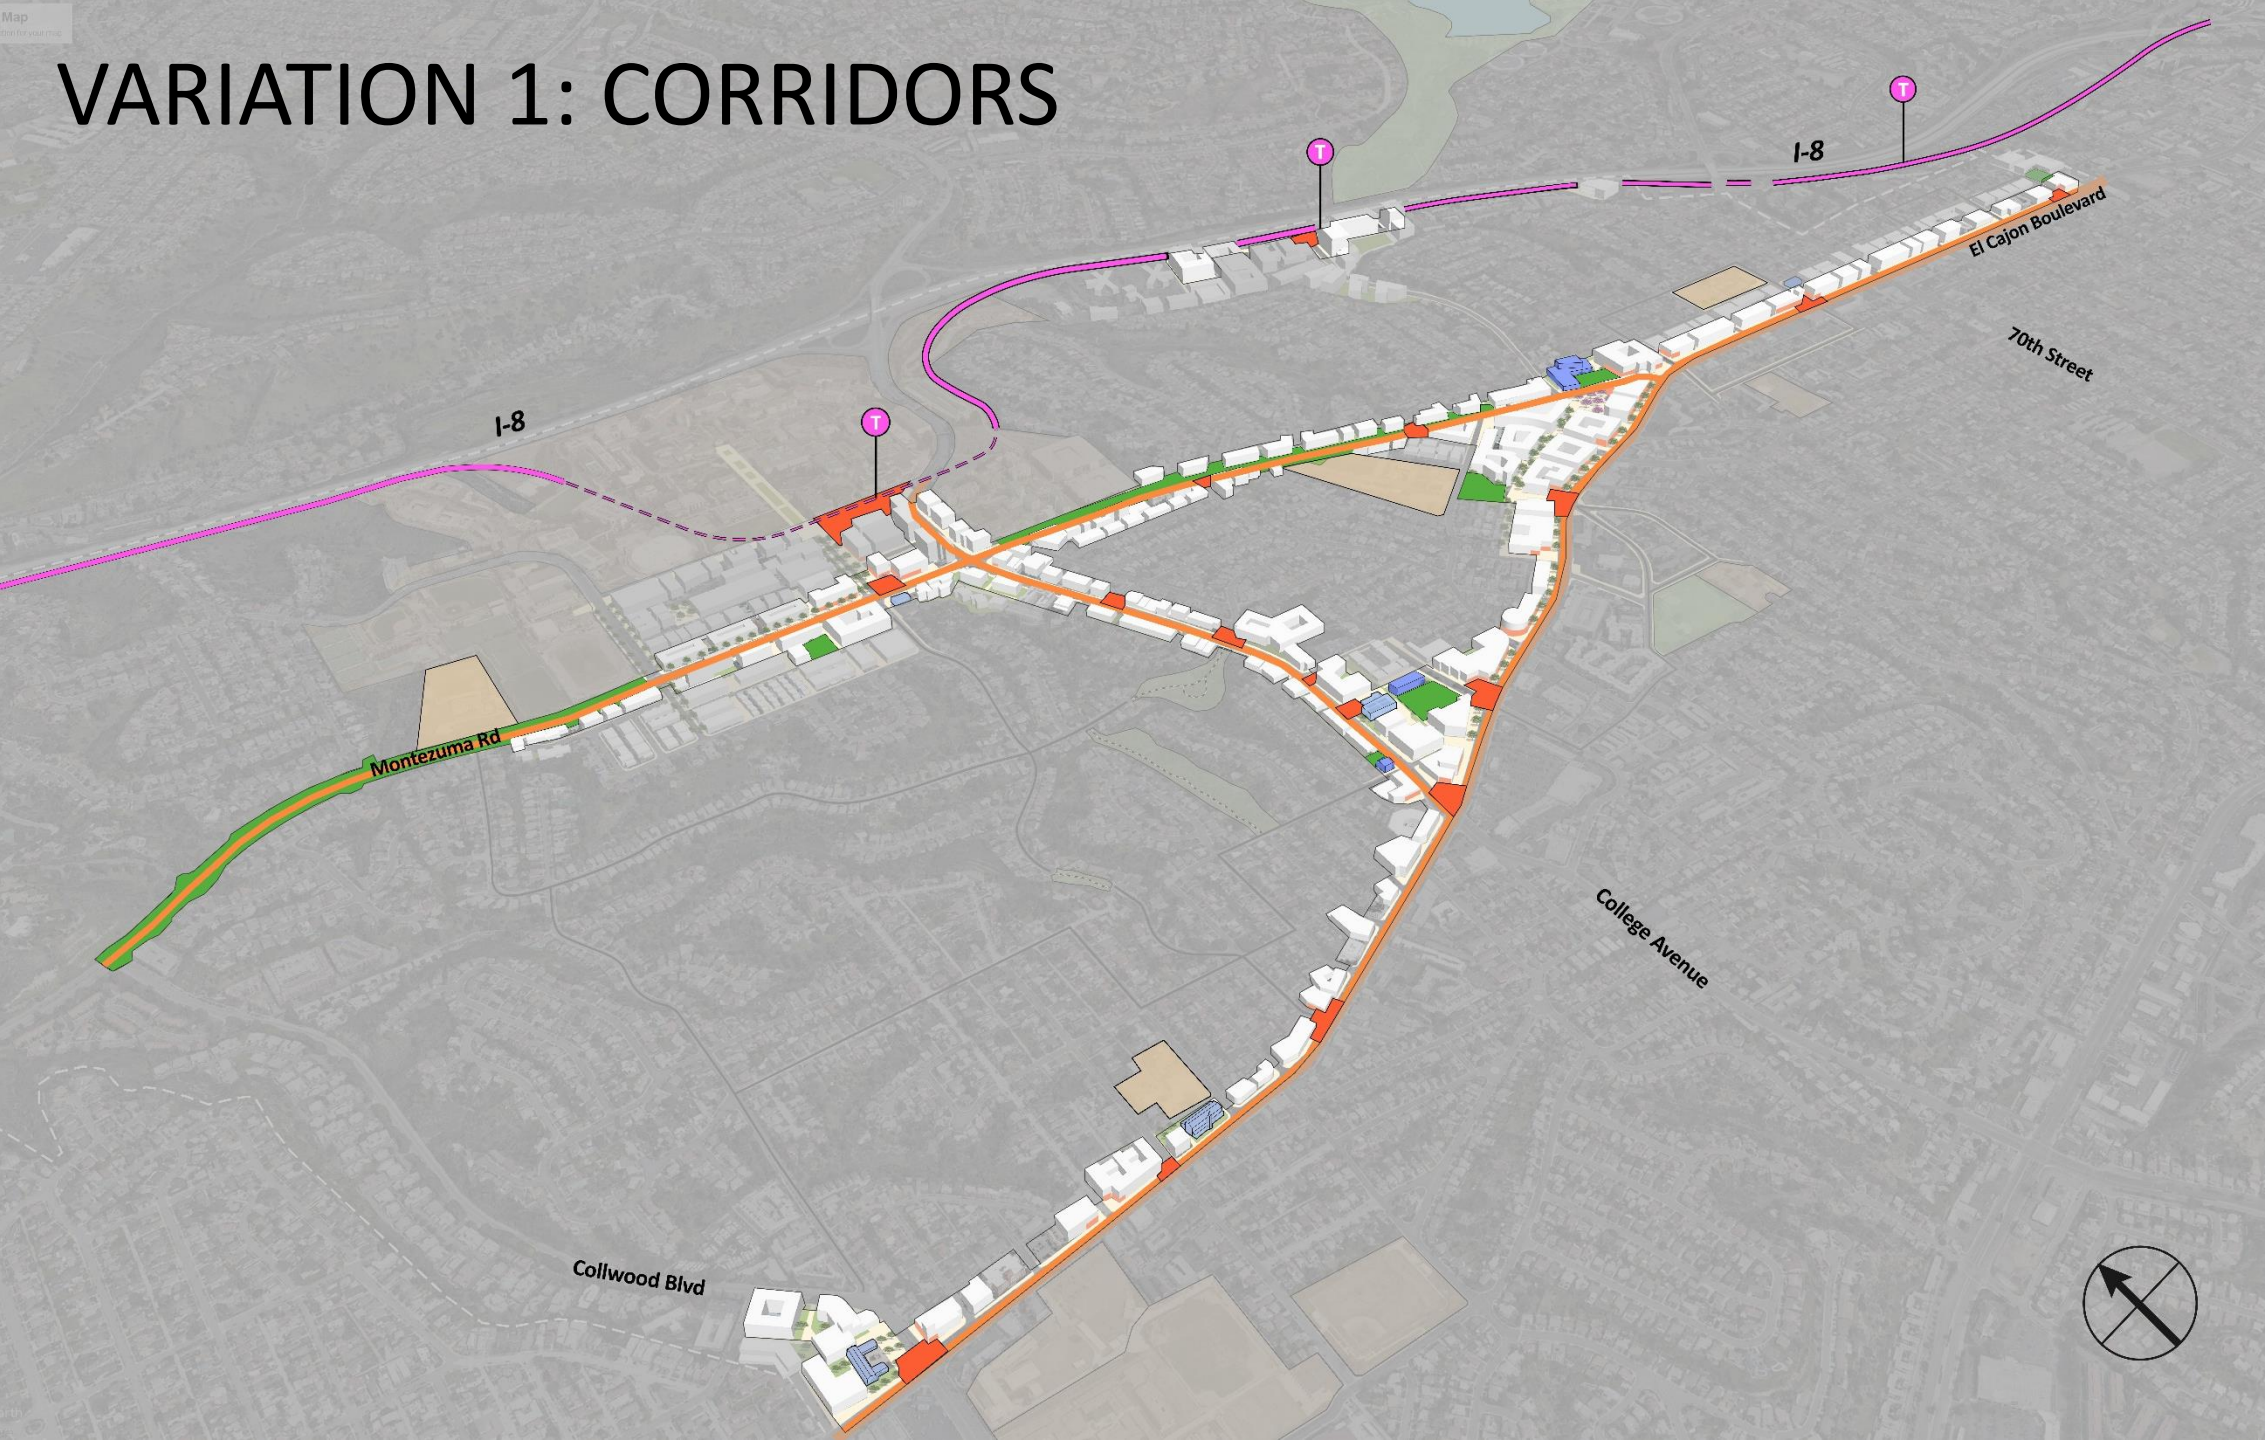 Map
VARIATION 1: CORRIDORS
T
I-8
T
El Cajon Boulevard
70th Street
T
I-8
Montezuma Rd
College Avenue
Collwood Blvd